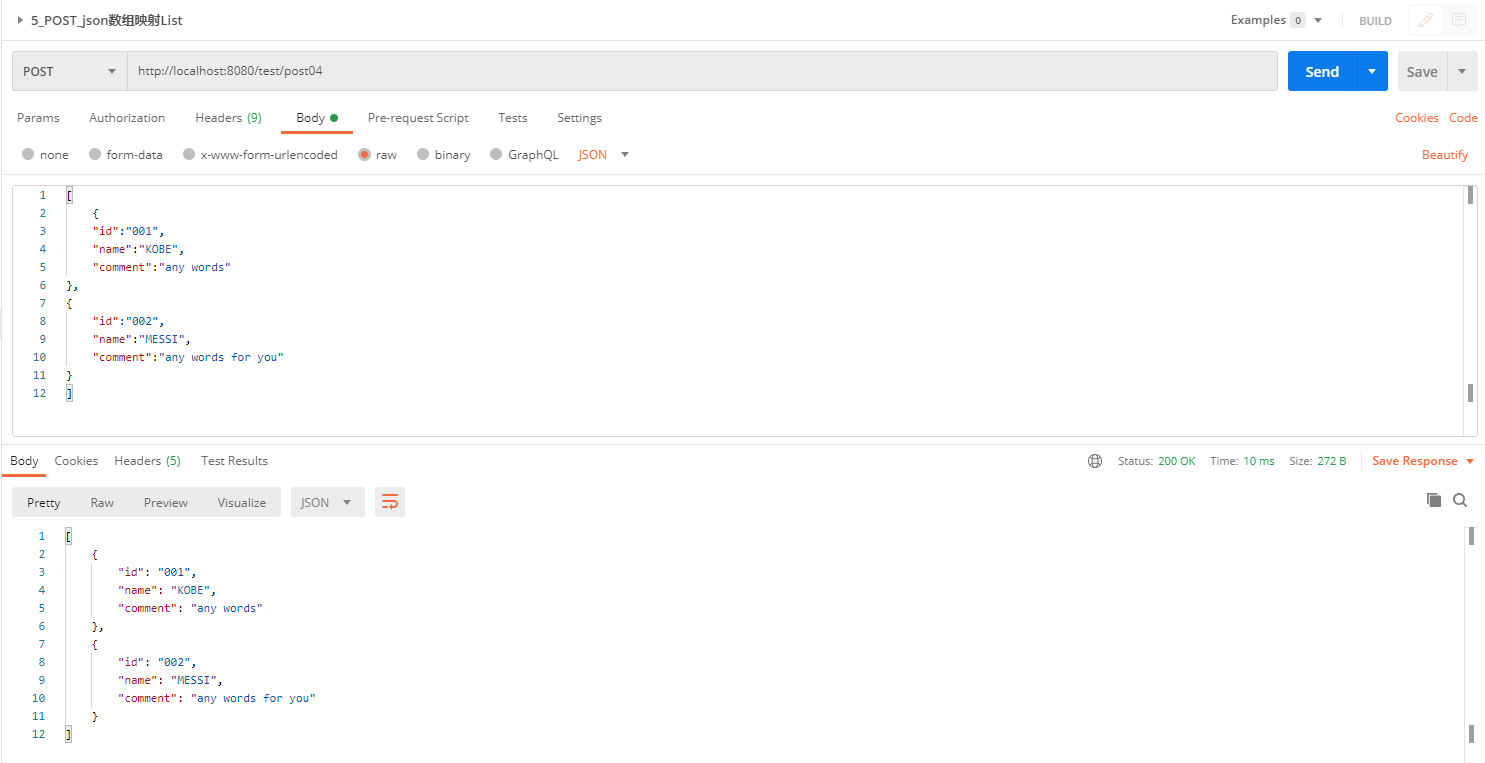 5_POST_json数组映射List Examples 0 BUILD
POST http://localhost:8080/test/post04 Send Save
Params Authorization Headers (9) Body Pre-request Script Tests Settings Cookies Code
none form-data x-www-form-urlencoded raw binary GraphQL JSON Beautify
1 [
2 {
3 "id":"001",
4 "name":"KOBE",
5 "comment":"any words"
6 },
7 {
8 "id":"002",
9 "name":"MESSI",
10 "comment":"any words for you"
11 }
12 ]
Body Cookies Headers (5) Test Results Status: 200 OK Time: 10 ms Size: 272 B Save Response
Pretty Raw Preview Visualize JSON
1 [
2 {
3 "id": "001",
4 "name": "KOBE",
5 "comment": "any words"
6 },
7 {
8 "id": "002",
9 "name": "MESSI",
10 "comment": "any words for you"
11 }
12 ]